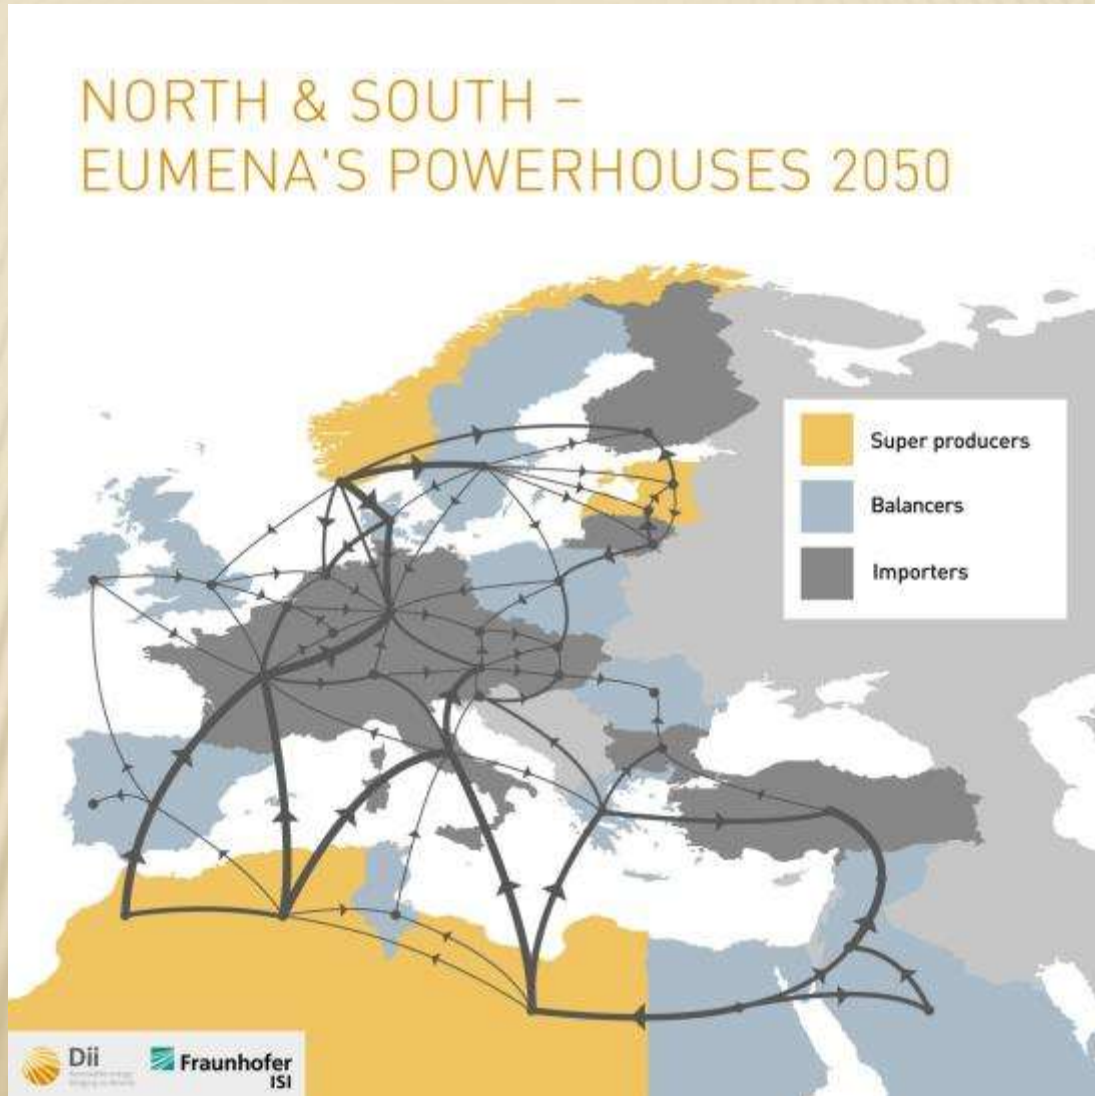 NORTH & SOUTH –
EUMENA'S POWERHOUSES 2050
Super producers
Balancers
Importers
Dii
Fraunhofer
ISI